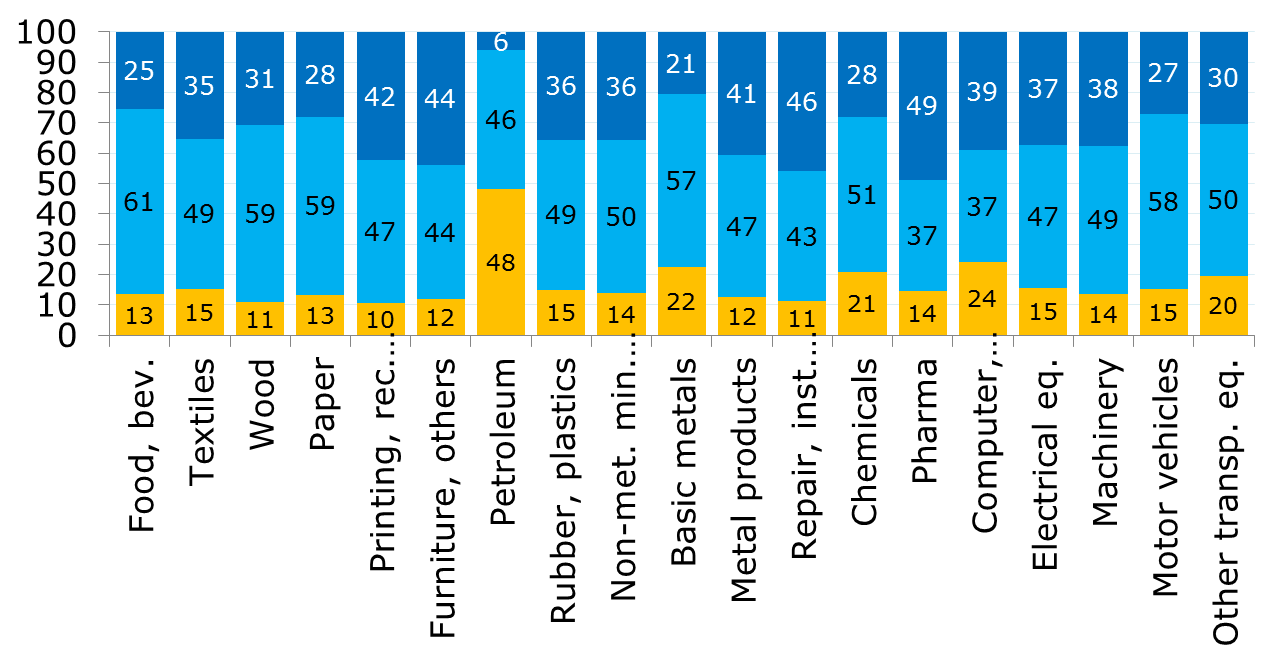 100
90
80
70
60
50
40
30
20
10
0
25 35 31 28 42 44 6 36 36 21 41 46 28 49 39 37 38 27 30
61 49 59 59 47 44 46 49 50 57 47 43 51 37 37 47 49 58 50
13 15 11 13 10 12 48 15 14 22 12 11 21 14 24 15 14 15 20
Food, bev.
Textiles
Wood
Paper
Printing, rec....
Furniture, others
Petroleum
Rubber, plastics
Non-met. min....
Basic metals
Metal products
Repair, inst....
Chemicals
Pharma
Computer,...
Electrical eq.
Machinery
Motor vehicles
Other transp. eq.